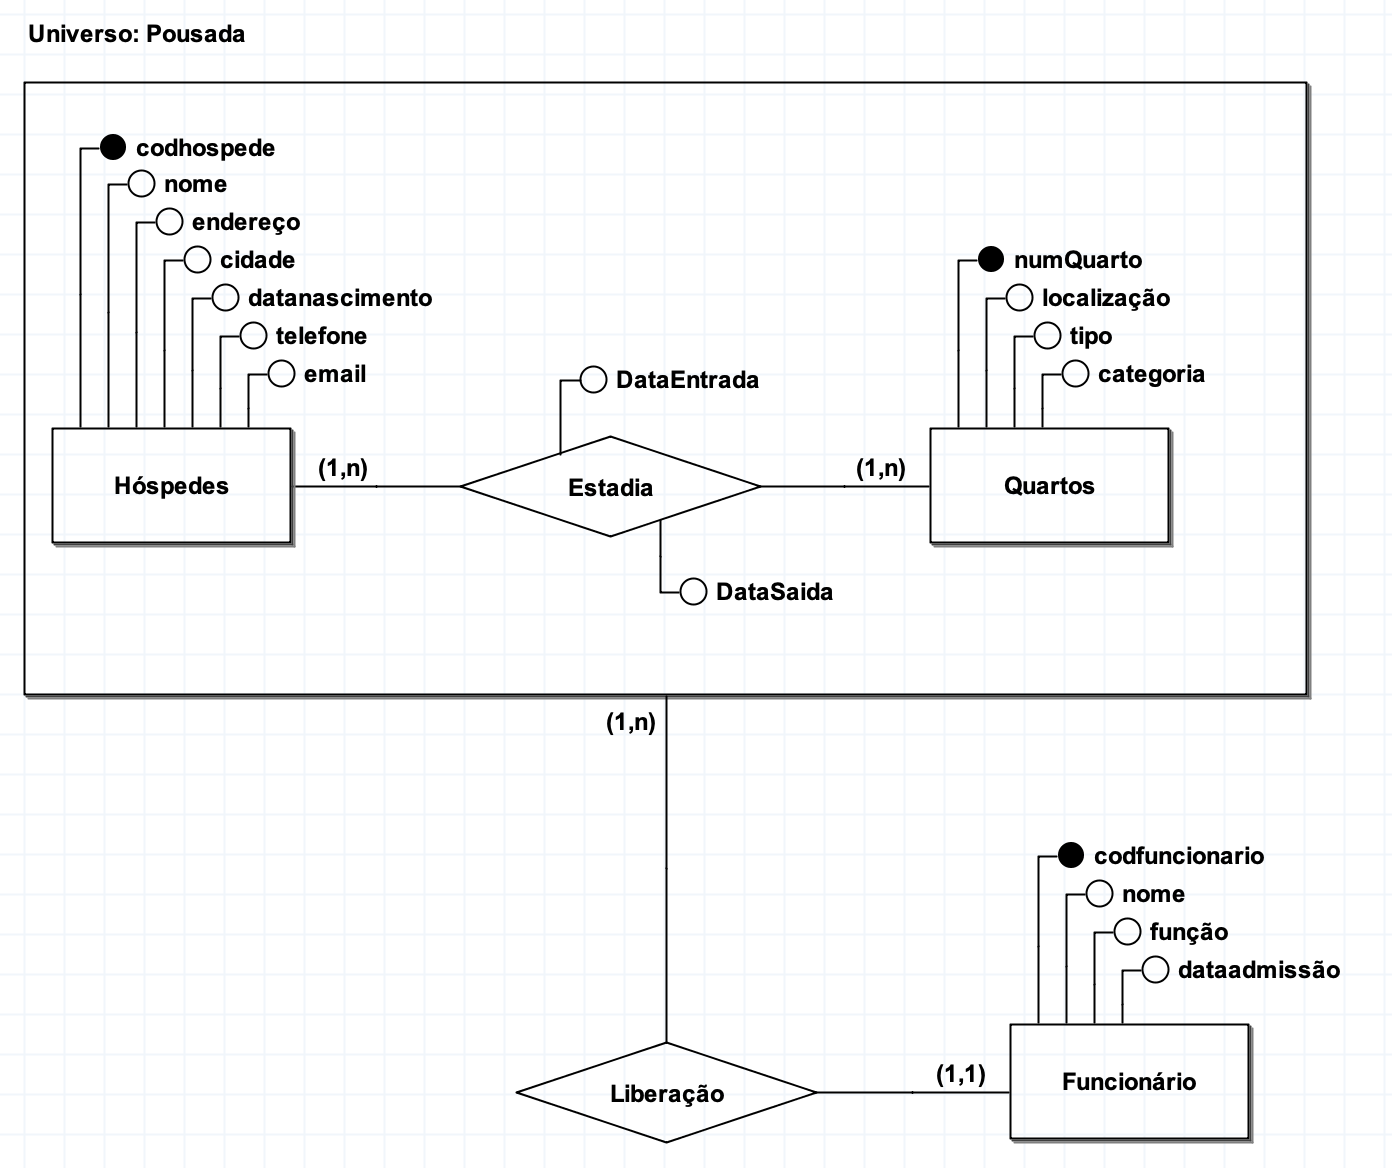 Universo: Pousada
codhospede
nome
endereço
cidade
datanascimento
telefone
email
numQuarto
localização
tipo
categoria
DataEntrada
Hóspedes
(1,n)
Estadia
(1,n)
Quartos
DataSaida
(1,n)
codfuncionario
nome
função
dataadmissão
Liberação
(1,1)
Funcionário